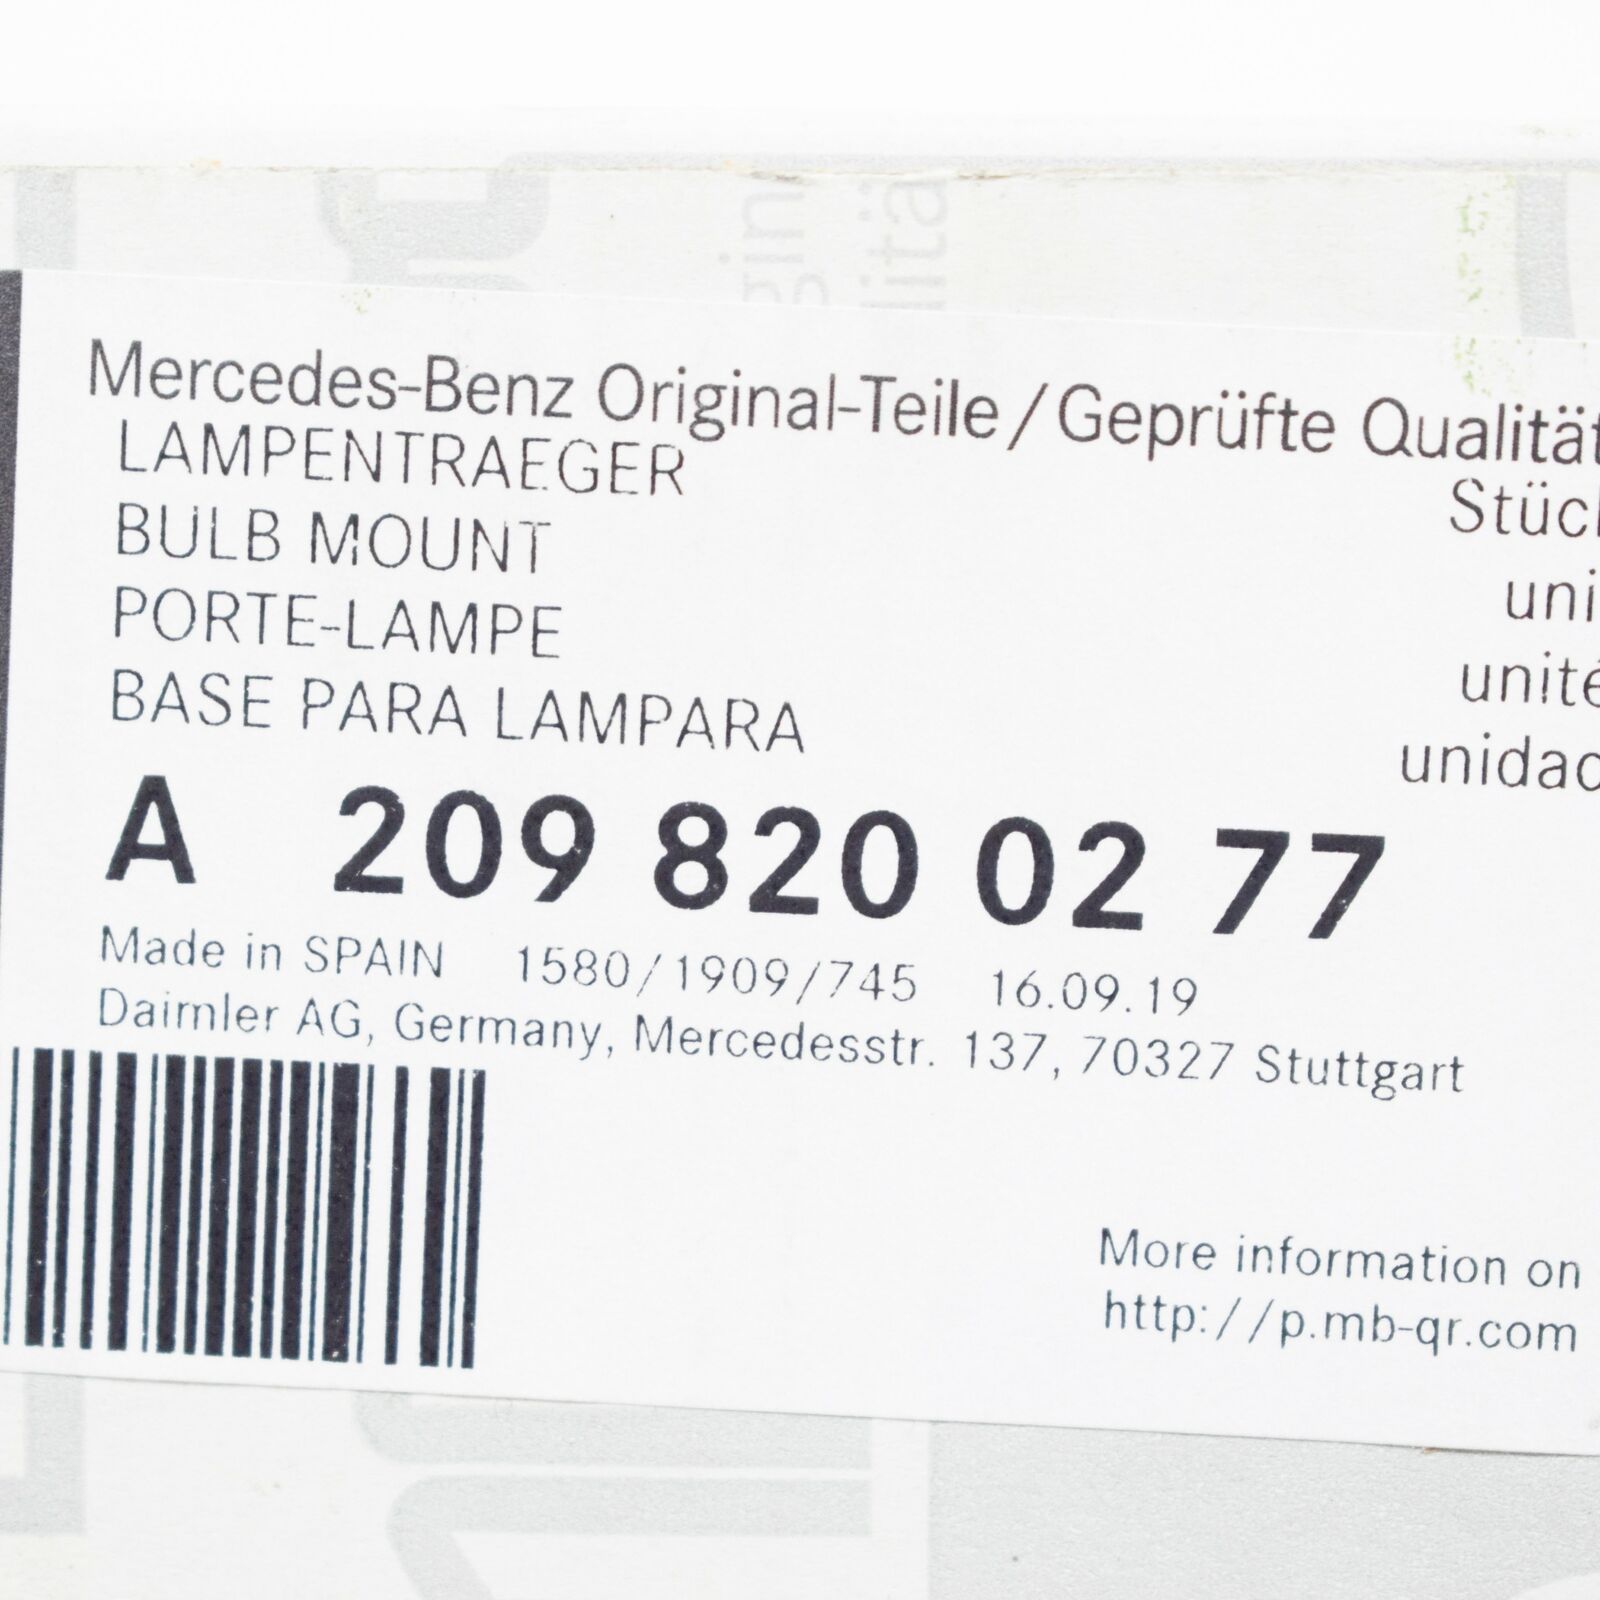 Mercedes-Benz Original-Teile/Geprüfte Qualität
LAMPENTRAEGER
BULB MOUNT
PORTE-LAMPE
BASE PARA LAMPARA
A 209 820 02 77
Made in SPAIN 1580/1909/745 16.09.19
Daimler AG, Germany, Mercedesstr. 137, 70327 Stuttgart
More information on
http://p.mb-qr.com